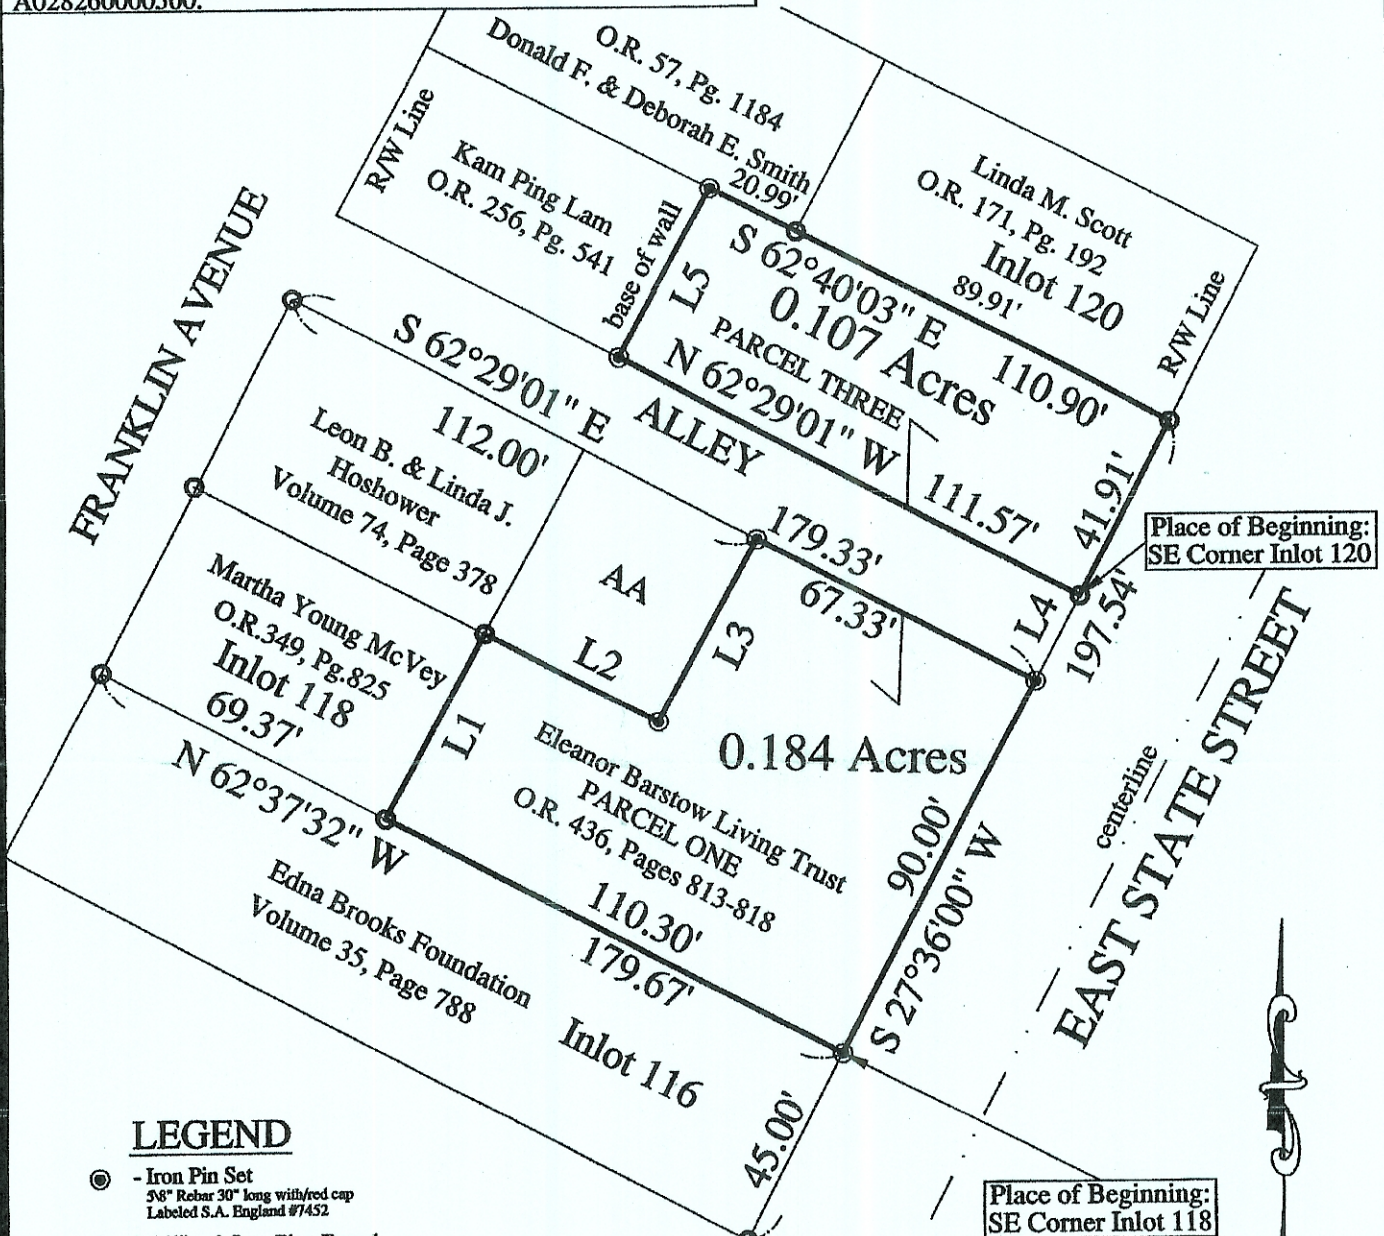 A028260000300.
O.R. 57, Pg. 1184
Donald F. & Deborah E. Smith
R/W Line
Kam Ping Lam
O.R. 256, Pg. 541
20.99'
Linda M. Scott
O.R. 171, Pg. 192
Inlot 120
89.91'
R/W Line
base of wall
L5
S 62°40'03" E
110.90'
0.107 Acres
PARCEL THREE
N 62°29'01" W
111.57'
41.91'
FRANKLIN AVENUE
S 62°29'01" E
112.00'
ALLEY
Leon B. & Linda J.
Hoshower
Volume 74, Page 378
179.33'
67.33'
Place of Beginning:
SE Corner Inlot 120
L4
197.54'
AA
L2
L3
Martha Young McVey
O.R.349, Pg.825
Inlot 118
69.37'
L1
N 62°37'32" W
0.184 Acres
Eleanor Barstow Living Trust
PARCEL ONE
O.R. 436, Pages 813-818
110.30'
179.67'
90.00'
S 27°36'00" W
centerline
EAST STATE STREET
Edna Brooks Foundation
Volume 35, Page 788
Inlot 116
45.00'
Place of Beginning:
SE Corner Inlot 118
LEGEND
- Iron Pin Set
5\8" Rebar 30" long with/red cap
Labeled S.A. England #7452